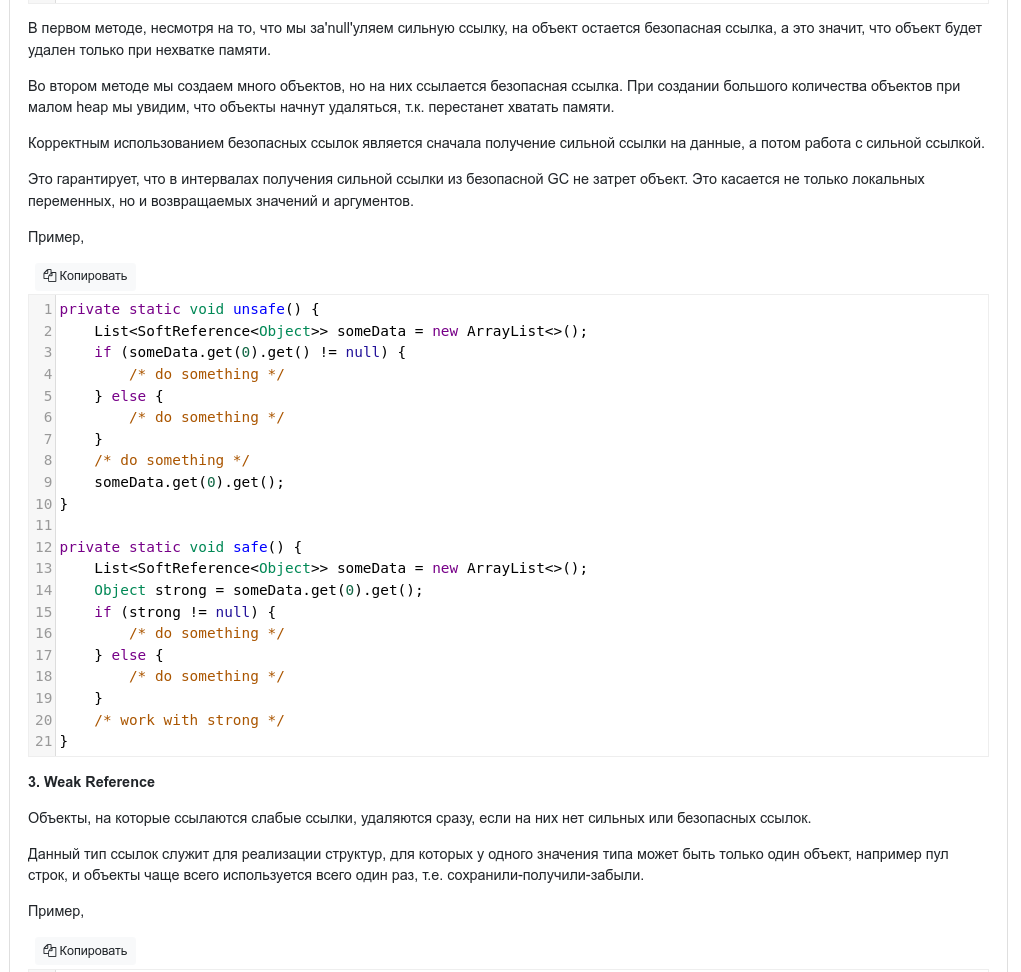 В первом методе, несмотря на то, что мы за'null'уляем сильную ссылку, на объект остается безопасная ссылка, а это значит, что объект будет
удален только при нехватке памяти.
Во втором методе мы создаем много объектов, но на них ссылается безопасная ссылка. При создании большого количества объектов при
малом heap мы увидим, что объекты начнут удаляться, т.к. перестанет хватать памяти.
Корректным использованием безопасных ссылок является сначала получение сильной ссылки на данные, а потом работа с сильной ссылкой.
Это гарантирует, что в интервалах получения сильной ссылки из безопасной GC не затрет объект. Это касается не только локальных
переменных, но и возвращаемых значений и аргументов.
Пример,
Копировать
1 private static void unsafe() {
2     List<SoftReference<Object>> someData = new ArrayList<>();
3     if (someData.get(0).get() != null) {
4         /* do something */
5     } else {
6         /* do something */
7     }
8     /* do something */
9     someData.get(0).get();
10 }
11
12 private static void safe() {
13     List<SoftReference<Object>> someData = new ArrayList<>();
14     Object strong = someData.get(0).get();
15     if (strong != null) {
16         /* do something */
17     } else {
18         /* do something */
19     }
20     /* work with strong */
21 }
3. Weak Reference
Объекты, на которые ссылаются слабые ссылки, удаляются сразу, если на них нет сильных или безопасных ссылок.
Данный тип ссылок служит для реализации структур, для которых у одного значения типа может быть только один объект, например пул
строк, и объекты чаще всего используется всего один раз, т.е. сохранили-получили-забыли.
Пример,
Копировать